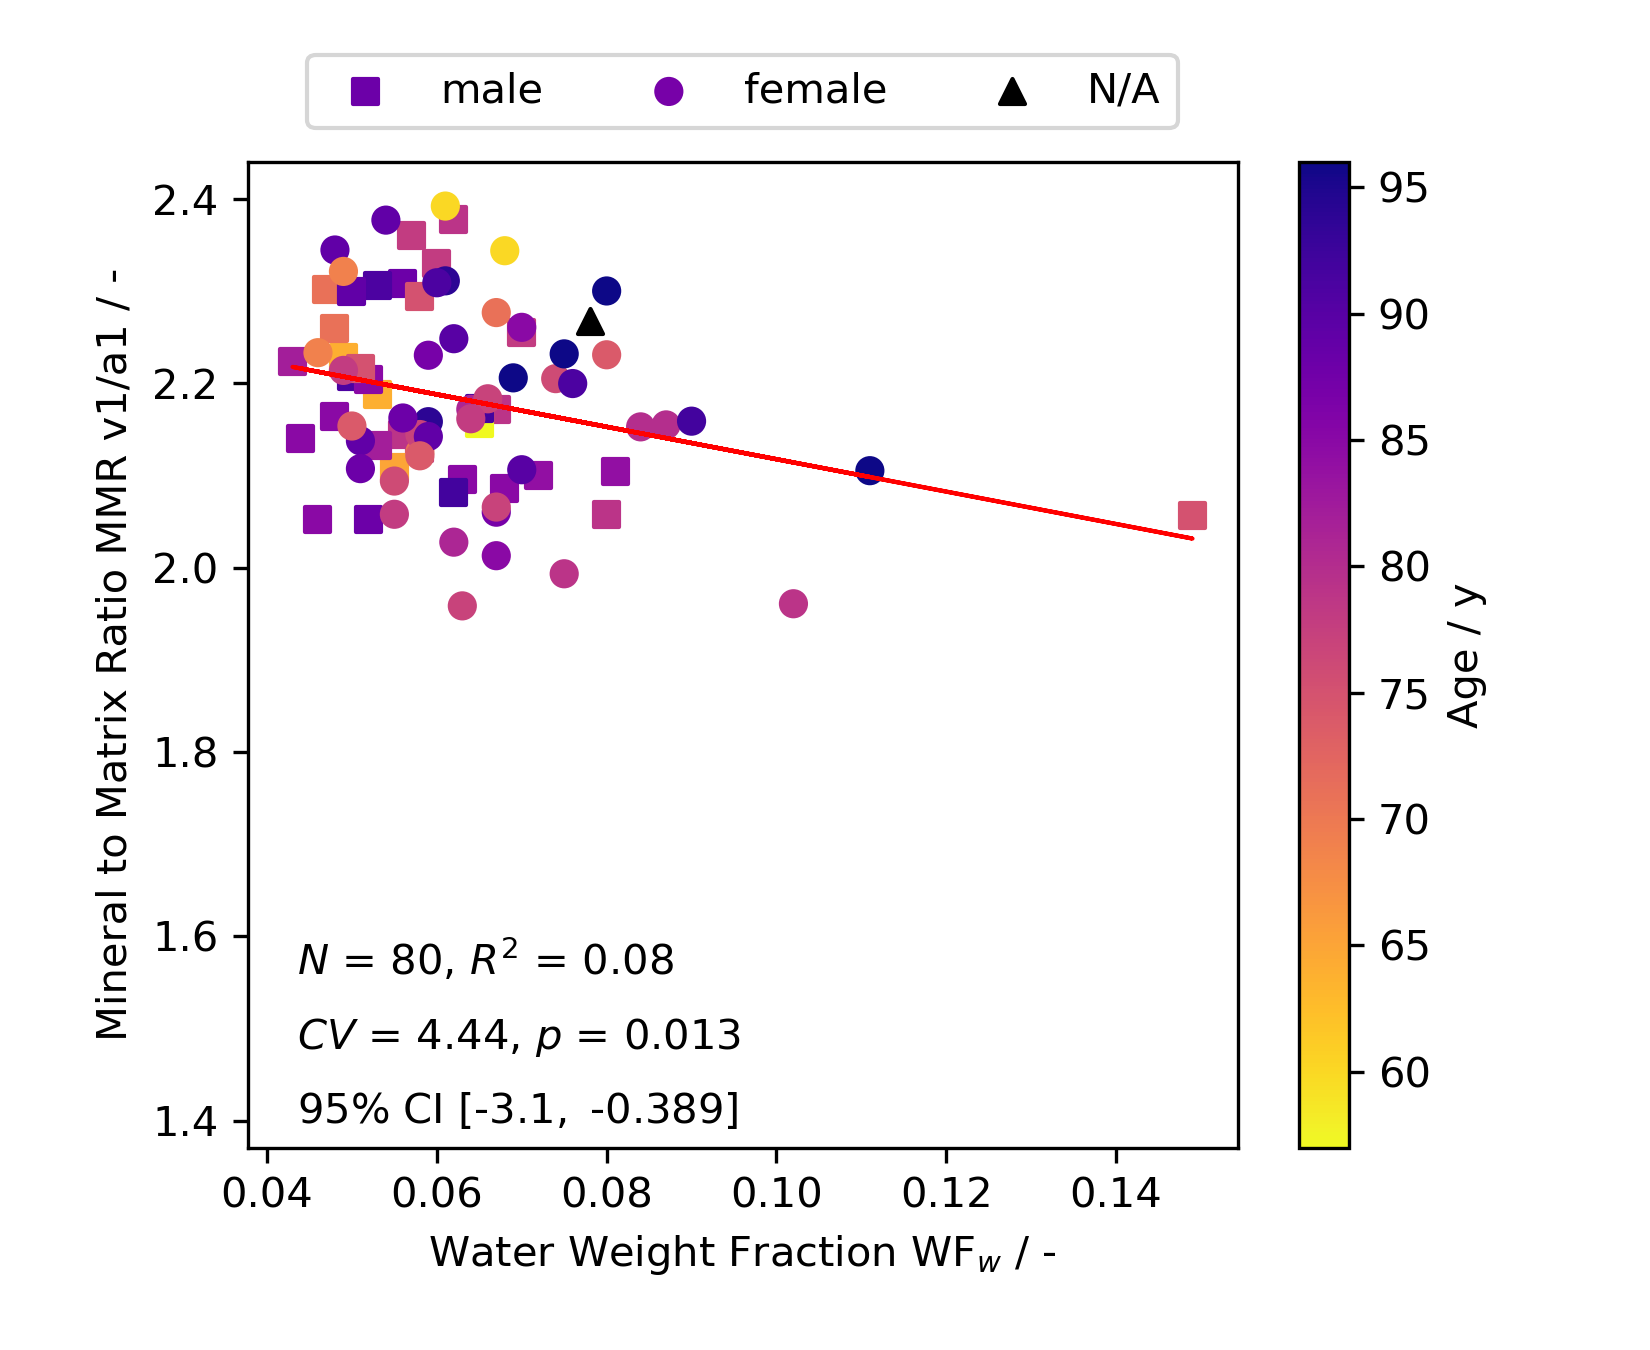 male female N/A
Mineral to Matrix Ratio MMR v1/a1 / -
2.4
2.2
2.0
1.8
1.6
1.4
N = 80, R² = 0.08
CV = 4.44, p = 0.013
95% CI [-3.1, -0.389]
0.04 0.06 0.08 0.10 0.12 0.14
Water Weight Fraction WF_w / -
95
90
85
80
75
70
65
60
Age / y